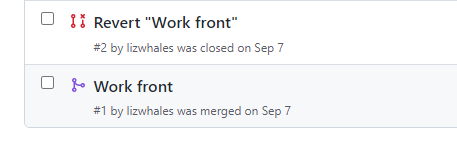 Revert "Work front"
#2 by lizwhales was closed on Sep 7
Work front
#1 by lizwhales was merged on Sep 7